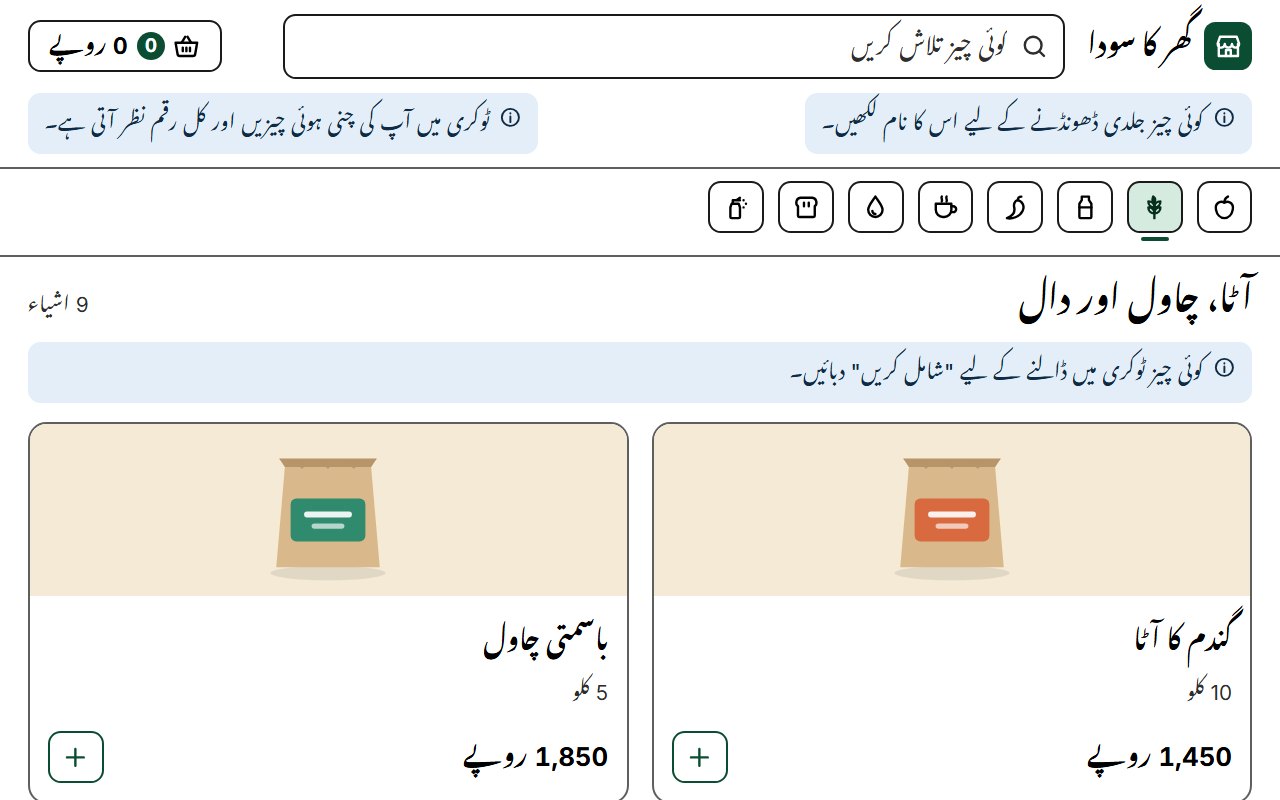 گھر کا سودا
کوئی چیز تلاش کریں
0 0 روپے
کوئی چیز جلدی ڈھونڈنے کے لیے اس کا نام لکھیں۔
ٹوکری میں آپ کی چنی ہوئی چیزیں اور کل رقم نظر آتی ہے۔
آٹا، چاول اور دال
9 اشیاء
کوئی چیز ٹوکری میں ڈالنے کے لیے "شامل کریں" دبائیں۔
گندم کا آٹا
10 کلو
1,450 روپے
باسمتی چاول
5 کلو
1,850 روپے